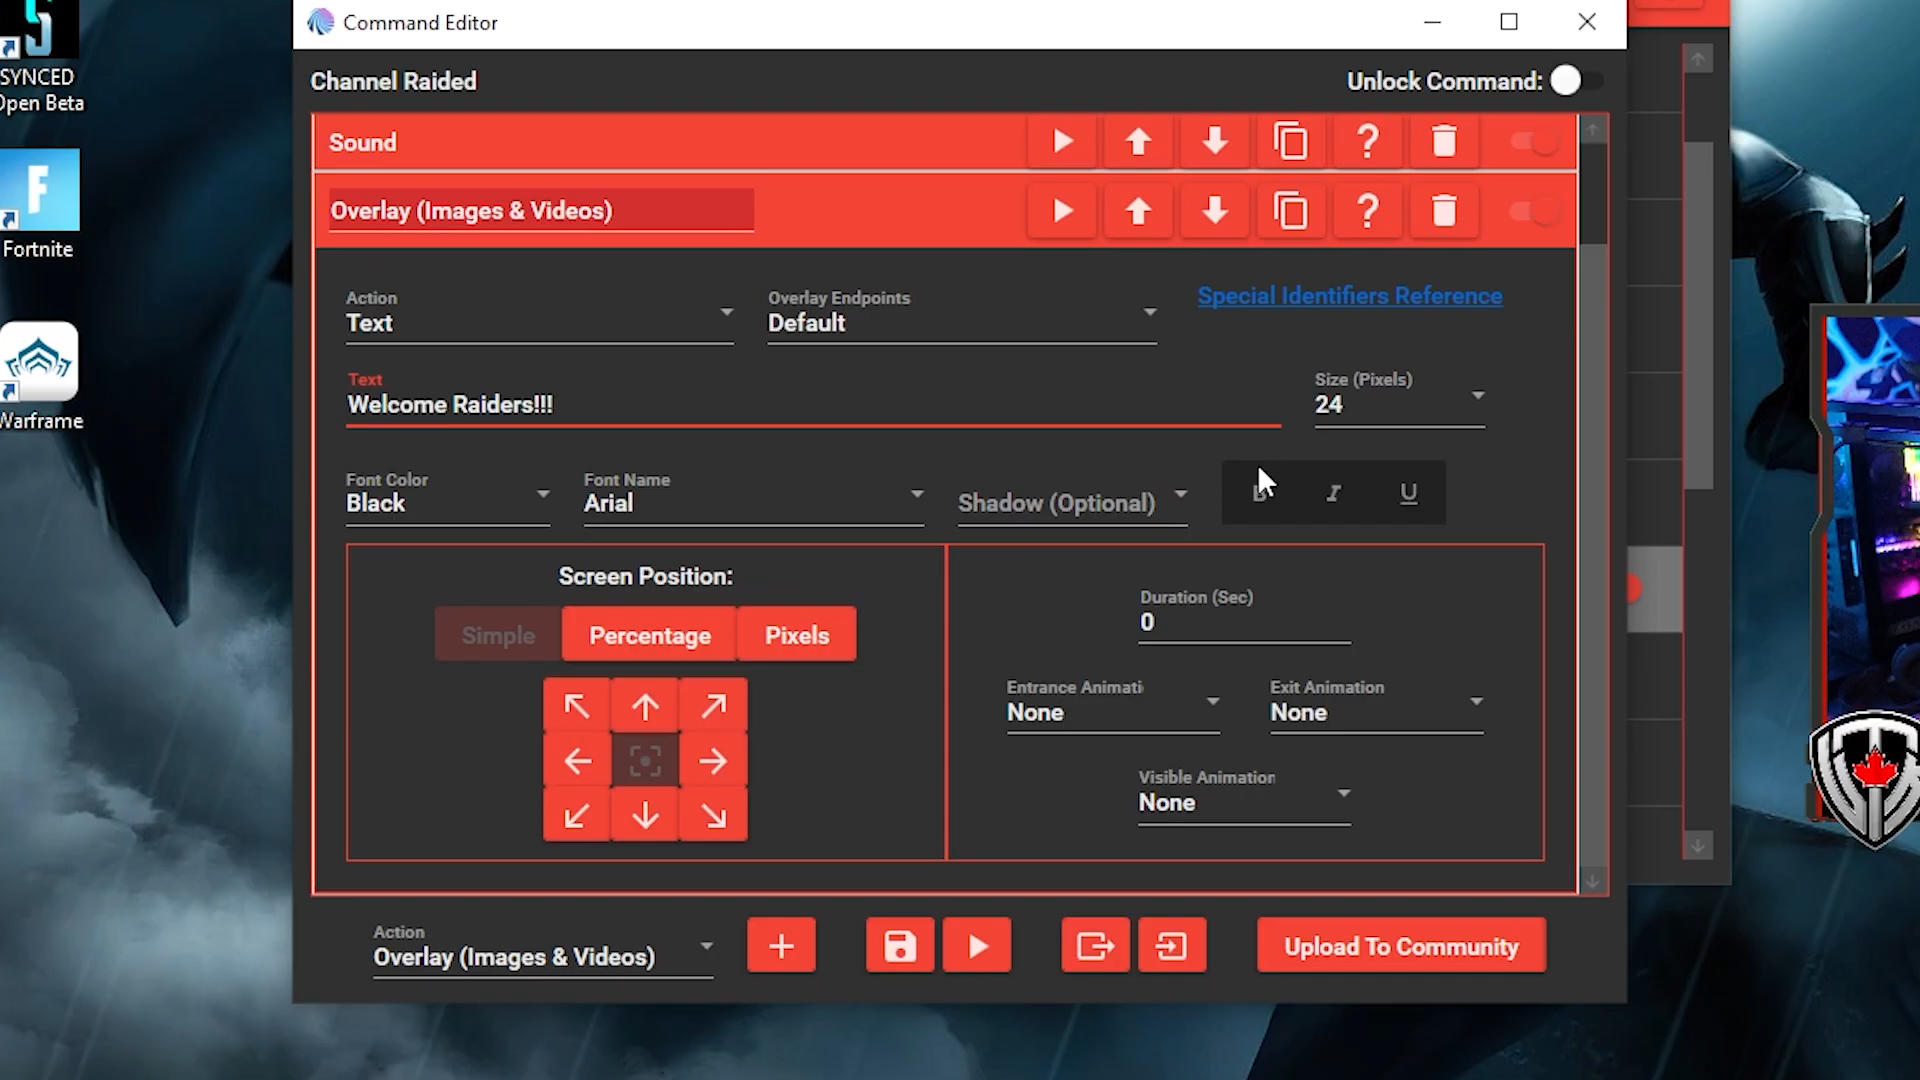 SYNCED
Open Beta
Fortnite
Warframe
Command Editor
Channel Raided
Unlock Command:
Sound
Overlay (Images & Videos)
Action
Text
Overlay Endpoints
Default
Special Identifiers Reference
Text
Welcome Raiders!!!
Size (Pixels)
24
Font Color
Black
Font Name
Arial
Shadow (Optional)
B I U
Screen Position:
Simple Percentage Pixels
Duration (Sec)
0
Entrance Animati
None
Exit Animation
None
Visible Animation
None
Action
Overlay (Images & Videos)
Upload To Community